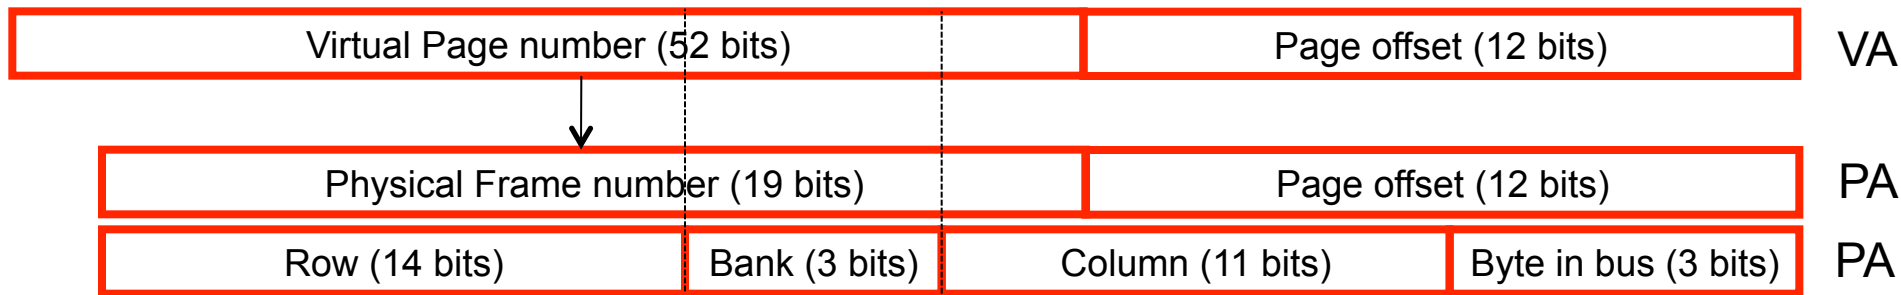 Virtual Page number (52 bits) Page offset (12 bits) VA
Physical Frame number (19 bits) Page offset (12 bits) PA
Row (14 bits) Bank (3 bits) Column (11 bits) Byte in bus (3 bits) PA